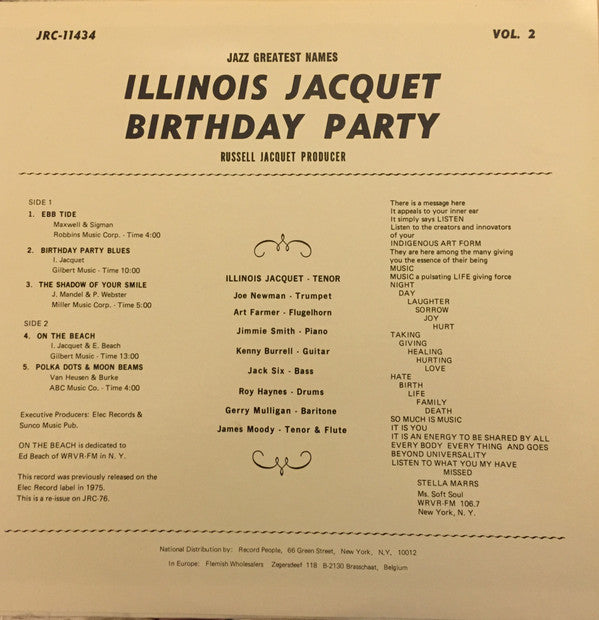 JRC-11434
VOL. 2
JAZZ GREATEST NAMES
ILLINOIS JACQUET
BIRTHDAY PARTY
RUSSELL JACQUET PRODUCER
SIDE 1
1. EBB TIDE
Maxwell & Sigman
Robbins Music Corp. - Time 4:00
2. BIRTHDAY PARTY BLUES
I. Jacquet
Gilbert Music - Time 10:00
3. THE SHADOW OF YOUR SMILE
J. Mandel & P. Webster
Miller Music Corp. - Time 5:00
SIDE 2
4. ON THE BEACH
I. Jacquet & E. Beach
Gilbert Music - Time 13:00
5. POLKA DOTS & MOON BEAMS
Van Heusen & Burke
ABC Music Co. - Time 4:00
Executive Producers: Elec Records &
Sunco Music Pub.
ON THE BEACH is dedicated to
Ed Beach of WRVR-FM in N. Y.
This record was previously released on the
Elec Record label in 1975.
This is a re-issue on JRC-76.
ILLINOIS JACQUET - TENOR
Joe Newman - Trumpet
Art Farmer - Flugelhorn
Jimmie Smith - Piano
Kenny Burrell - Guitar
Jack Six - Bass
Roy Haynes - Drums
Gerry Mulligan - Baritone
James Moody - Tenor & Flute
There is a message here
It appeals to your inner ear
It simply says LISTEN
Listen to the creators and innovators
of your
INDIGENOUS ART FORM
They are here among the many giving
you the essence of their being
MUSIC
MUSIC a pulsating LIFE giving force
NIGHT
DAY
LAUGHTER
SORROW
JOY
HURT
TAKING
GIVING
HEALING
HURTING
LOVE
HATE
BIRTH
LIFE
FAMILY
DEATH
SO MUCH IS MUSIC
IT IS YOU
IT IS AN ENERGY TO BE SHARED BY ALL
EVERY BODY EVERY THING AND GOES
BEYOND UNIVERSALITY
LISTEN TO WHAT YOU MY HAVE
MISSED
STELLA MARRS
Ms. Soft Soul
WRVR-FM 106.7
New York, N. Y.
National Distribution by: Record People, 66 Green Street, New York, N.Y. 10012
In Europe: Flemish Wholesalers Zegersdeef 118 B-2130 Brasschaat, Belgium